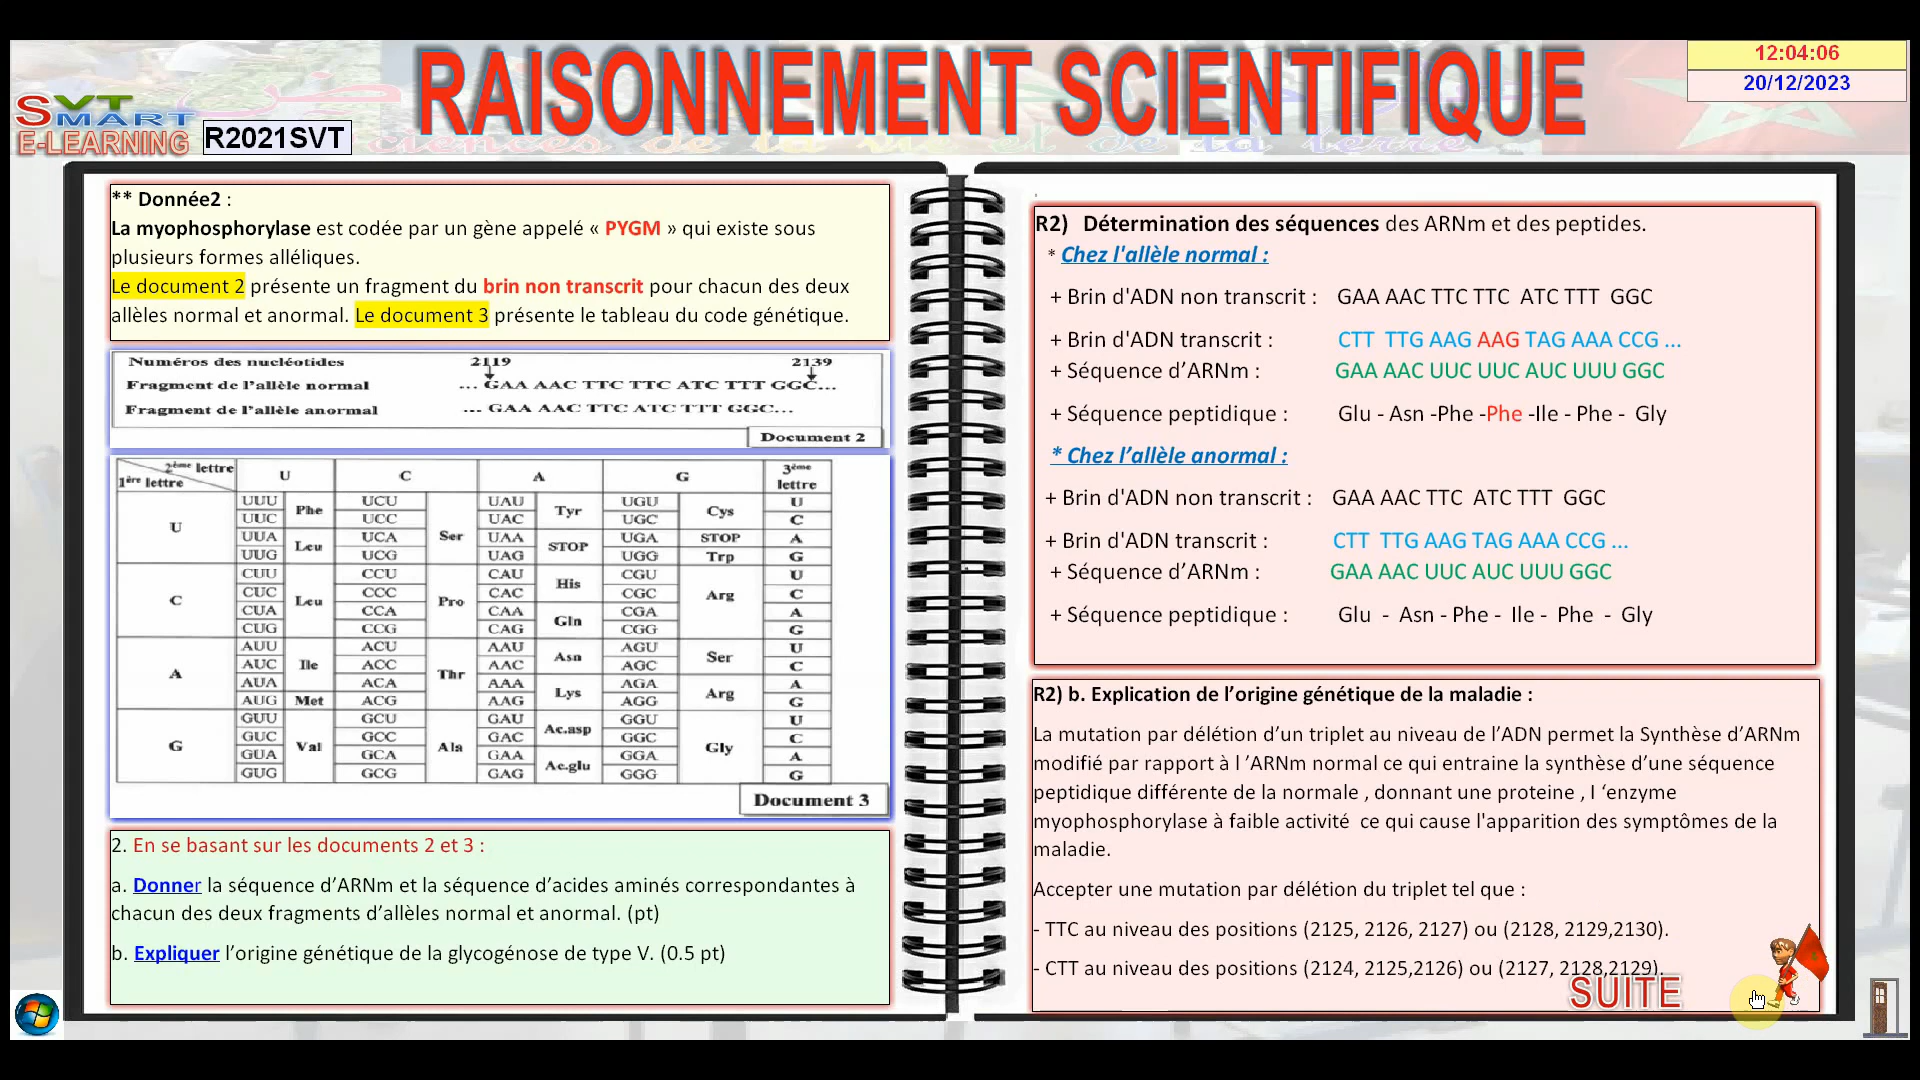 RAISONNEMENT SCIENTIFIQUE
12:04:06
20/12/2023
SVT
SMART
E-LEARNING
R2021SVT
** Donnée2 :
La myophosphorylase est codée par un gène appelé « PYGM » qui existe sous
plusieurs formes alléliques.
Le document 2 présente un fragment du brin non transcrit pour chacun des deux
allèles normal et anormal. Le document 3 présente le tableau du code génétique.
Numéros des nucléotides 2119 2139
Fragment de l'allèle normal ... GAA AAC TTC TTC ATC TTT GGC...
Fragment de l'allèle anormal ... GAA AAC TTC ATC TTT GGC...
Document 2
2ème lettre
1ère lettre U C A G 3ème lettre
U UUU Phe UCU Ser UAU Tyr UGU Cys U
UUC UCC UAC UGC C
UUA Leu UCA UAA STOP UGA STOP A
UUG UCG UAG UGG Trp G
C CUU Leu CCU Pro CAU His CGU Arg U
CUC CCC CAC CGC C
CUA CCA CAA Gln CGA A
CUG CCG CAG CGG G
A AUU Ile ACU Thr AAU Asn AGU Ser U
AUC ACC AAC AGC C
AUA ACA AAA Lys AGA Arg A
AUG Met ACG AAG AGG G
G GUU Val GCU Ala GAU Ac.asp GGU Gly U
GUC GCC GAC GGC C
GUA GCA GAA Ac.glu GGA A
GUG GCG GAG GGG G
Document 3
2. En se basant sur les documents 2 et 3 :
a. Donner la séquence d'ARNm et la séquence d'acides aminés correspondantes à
chacun des deux fragments d'allèles normal et anormal. (pt)
b. Expliquer l'origine génétique de la glycogénose de type V. (0.5 pt)
R2) Détermination des séquences des ARNm et des peptides.
* Chez l'allèle normal :
+ Brin d'ADN non transcrit : GAA AAC TTC TTC ATC TTT GGC
+ Brin d'ADN transcrit : CTT TTG AAG AAG TAG AAA CCG ...
+ Séquence d'ARNm : GAA AAC UUC UUC AUC UUU GGC
+ Séquence peptidique : Glu - Asn -Phe -Phe -Ile - Phe - Gly
* Chez l'allèle anormal :
+ Brin d'ADN non transcrit : GAA AAC TTC ATC TTT GGC
+ Brin d'ADN transcrit : CTT TTG AAG TAG AAA CCG ...
+ Séquence d'ARNm : GAA AAC UUC AUC UUU GGC
+ Séquence peptidique : Glu - Asn - Phe - Ile - Phe - Gly
R2) b. Explication de l'origine génétique de la maladie :
La mutation par délétion d'un triplet au niveau de l'ADN permet la Synthèse d'ARNm
modifié par rapport à l 'ARNm normal ce qui entraine la synthèse d'une séquence
peptidique différente de la normale , donnant une proteine , l 'enzyme
myophosphorylase à faible activité ce qui cause l'apparition des symptômes de la
maladie.
Accepter une mutation par délétion du triplet tel que :
- TTC au niveau des positions (2125, 2126, 2127) ou (2128, 2129,2130).
- CTT au niveau des positions (2124, 2125,2126) ou (2127, 2128,2129).
SUITE